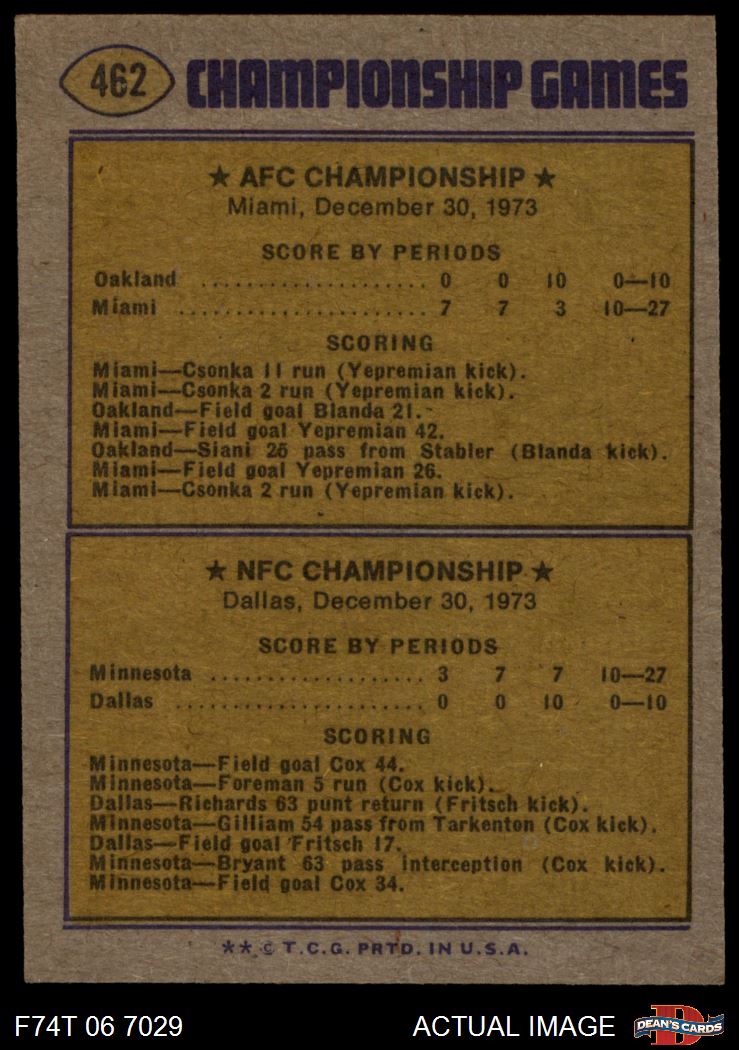 462 CHAMPIONSHIP GAMES
★ AFC CHAMPIONSHIP ★
Miami, December 30, 1973
SCORE BY PERIODS
Oakland .................... 0 0 10 0—10
Miami ...................... 7 7 3 10—27
SCORING
Miami—Csonka 11 run (Yepremian kick).
Miami—Csonka 2 run (Yepremian kick).
Oakland—Field goal Blanda 21.
Miami—Field goal Yepremian 42.
Oakland—Siani 25 pass from Stabler (Blanda kick).
Miami—Field goal Yepremian 26.
Miami—Csonka 2 run (Yepremian kick).
★ NFC CHAMPIONSHIP ★
Dallas, December 30, 1973
SCORE BY PERIODS
Minnesota ................... 3 7 7 10—27
Dallas ...................... 0 0 10 0—10
SCORING
Minnesota—Field goal Cox 44.
Minnesota—Foreman 5 run (Cox kick).
Dallas—Richards 63 punt return (Fritsch kick).
Minnesota—Gilliam 54 pass from Tarkenton (Cox kick).
Dallas—Field goal Fritsch 17.
Minnesota—Bryant 63 pass interception (Cox kick).
Minnesota—Field goal Cox 34.
** © T.C.G. PRTD. IN U.S.A.
F74T 06 7029 ACTUAL IMAGE D DEAN'S CARDS